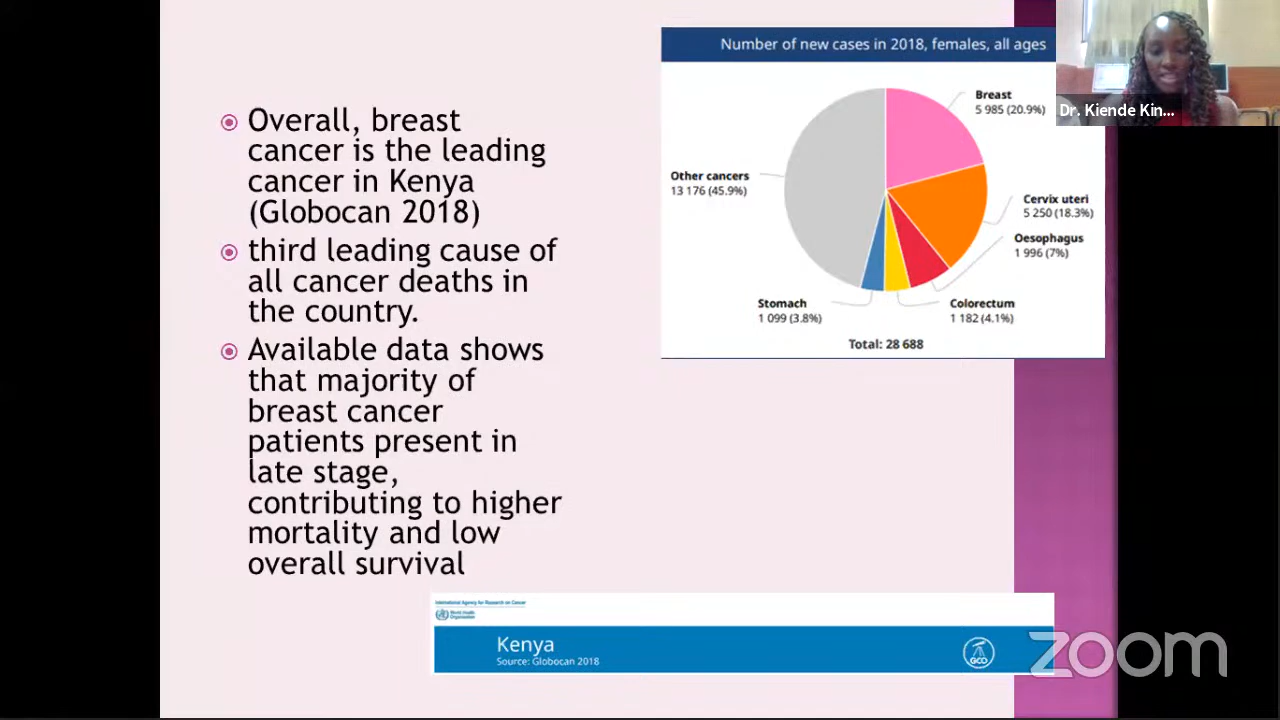 Overall, breast
cancer is the leading
cancer in Kenya
(Globocan 2018)
third leading cause of
all cancer deaths in
the country.
Available data shows
that majority of
breast cancer
patients present in
late stage,
contributing to higher
mortality and low
overall survival
Number of new cases in 2018, females, all ages
Breast
5 985 (20.9%)
Other cancers
13 176 (45.9%)
Cervix uteri
5 250 (18.3%)
Oesophagus
1 996 (7%)
Stomach
1 099 (3.8%)
Colorectum
1 182 (4.1%)
Total: 28 688
Dr. Kiende Kin...
International Agency for Research on Cancer
World Health
Organization
Kenya
Source: Globocan 2018
GCO
zoom